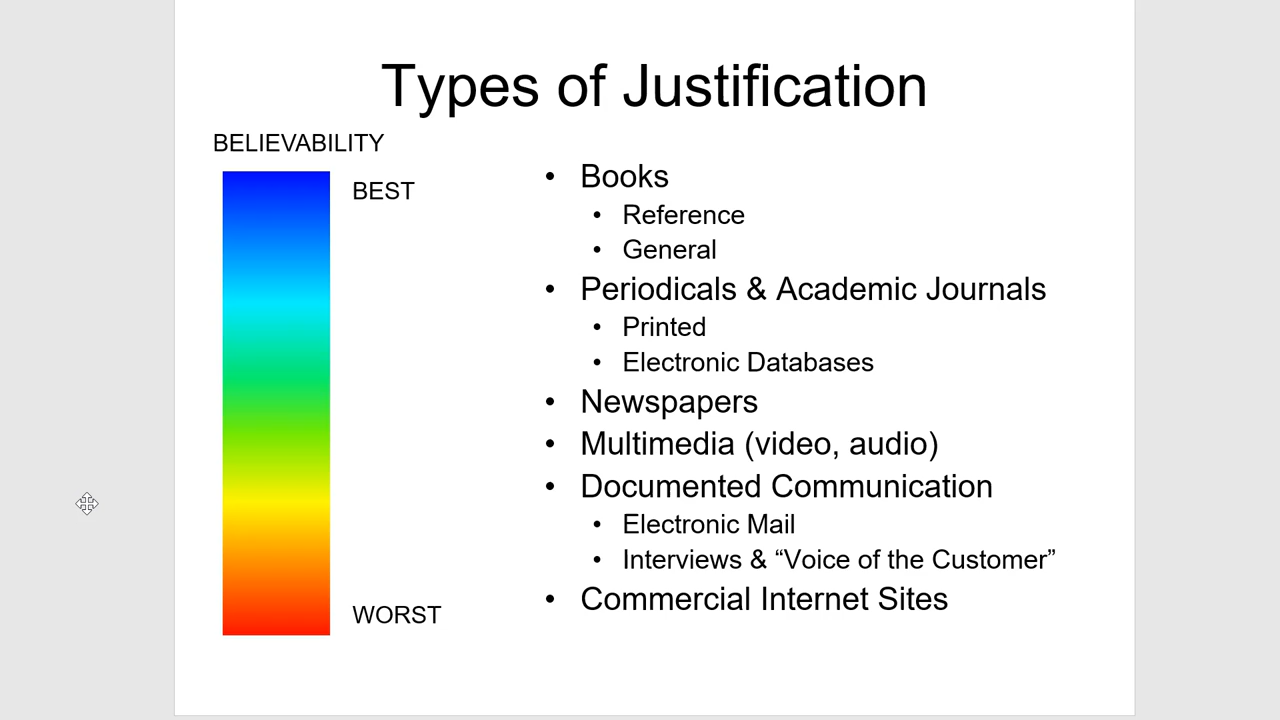 Types of Justification
BELIEVABILITY
BEST
WORST
• Books
• Reference
• General
• Periodicals & Academic Journals
• Printed
• Electronic Databases
• Newspapers
• Multimedia (video, audio)
• Documented Communication
• Electronic Mail
• Interviews & “Voice of the Customer”
• Commercial Internet Sites